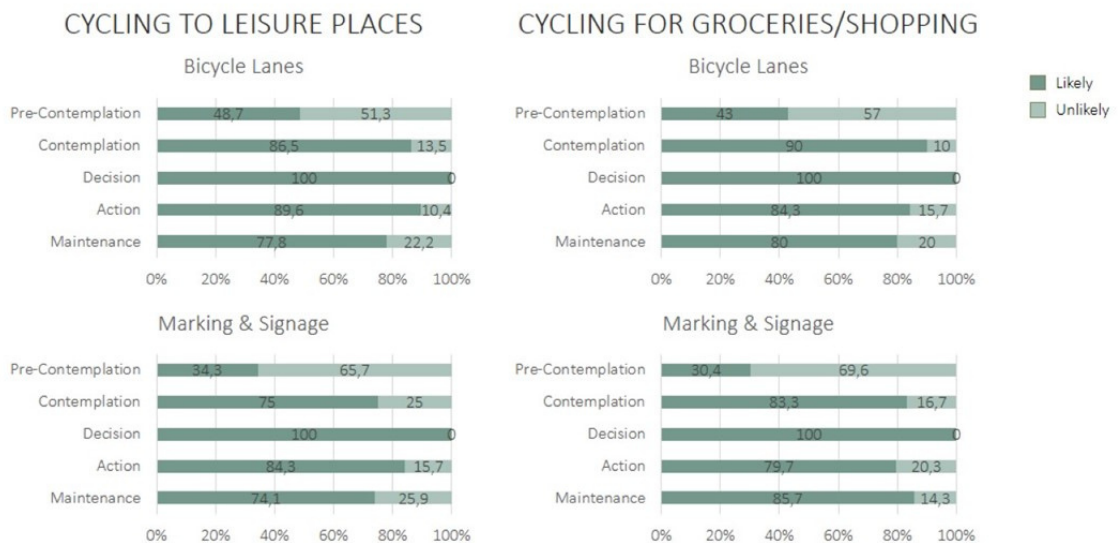 CYCLING TO LEISURE PLACES
Bicycle Lanes
Pre-Contemplation 48,7 51,3
Contemplation 86,5 13,5
Decision 100 0
Action 89,6 10,4
Maintenance 77,8 22,2
0% 20% 40% 60% 80% 100%
Marking & Signage
Pre-Contemplation 34,3 65,7
Contemplation 75 25
Decision 100 0
Action 84,3 15,7
Maintenance 74,1 25,9
0% 20% 40% 60% 80% 100%
CYCLING FOR GROCERIES/SHOPPING
Bicycle Lanes
Pre-Contemplation 43 57
Contemplation 90 10
Decision 100 0
Action 84,3 15,7
Maintenance 80 20
0% 20% 40% 60% 80% 100%
Marking & Signage
Pre-Contemplation 30,4 69,6
Contemplation 83,3 16,7
Decision 100 0
Action 79,7 20,3
Maintenance 85,7 14,3
0% 20% 40% 60% 80% 100%
Likely
Unlikely